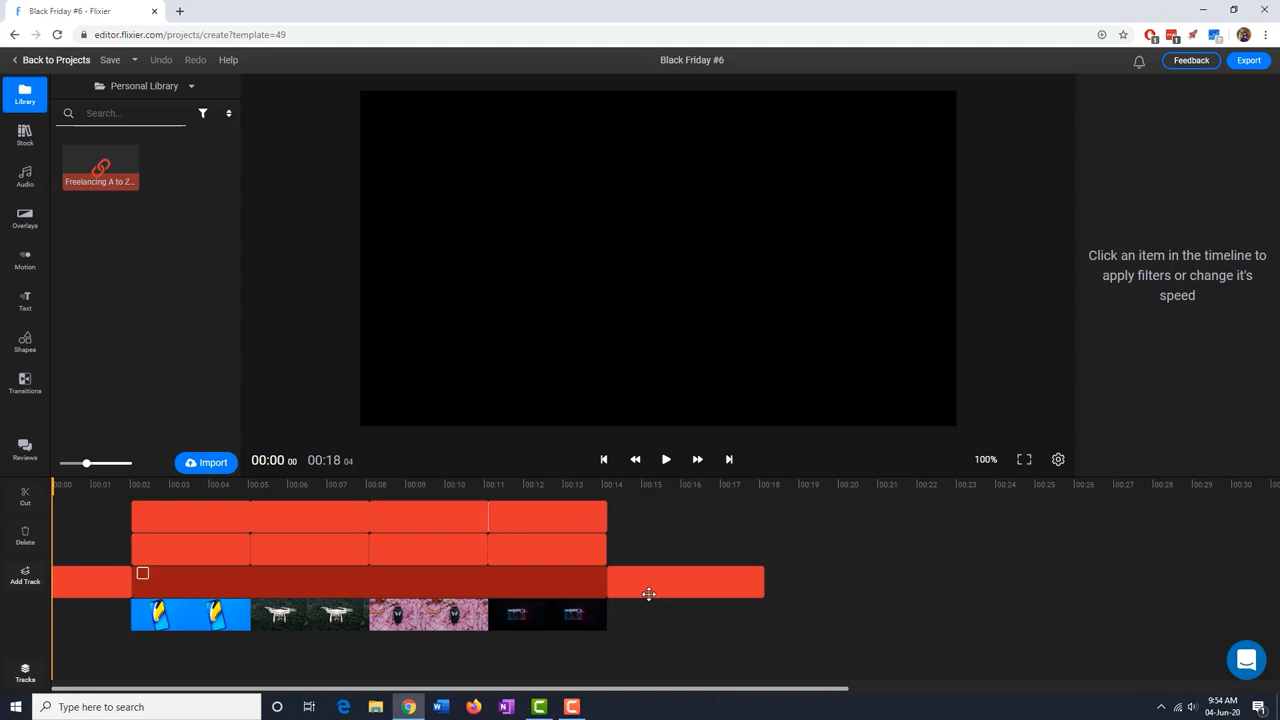 Black Friday #6 - Flixier
editor.flixier.com/projects/create?template=49
Back to Projects Save Undo Redo Help
Black Friday #6
Feedback
Export
Library
Stock
Audio
Overlays
Motion
Text
Shapes
Transitions
Reviews
Personal Library
Search...
Freelancing A to Z...
Import
00:00 00 00:18 04
100%
Click an item in the timeline to
apply filters or change it's
speed
Cut
Delete
Add Track
Tracks
00:00 00:01 00:02 00:03 00:04 00:05 00:06 00:07 00:08 00:09 00:10 00:11 00:12 00:13 00:14 00:15 00:16 00:17 00:18 00:19 00:20 00:21 00:22 00:23 00:24 00:25 00:26 00:27 00:28 00:29 00:30
Type here to search
9:54 AM
04-Jun-20